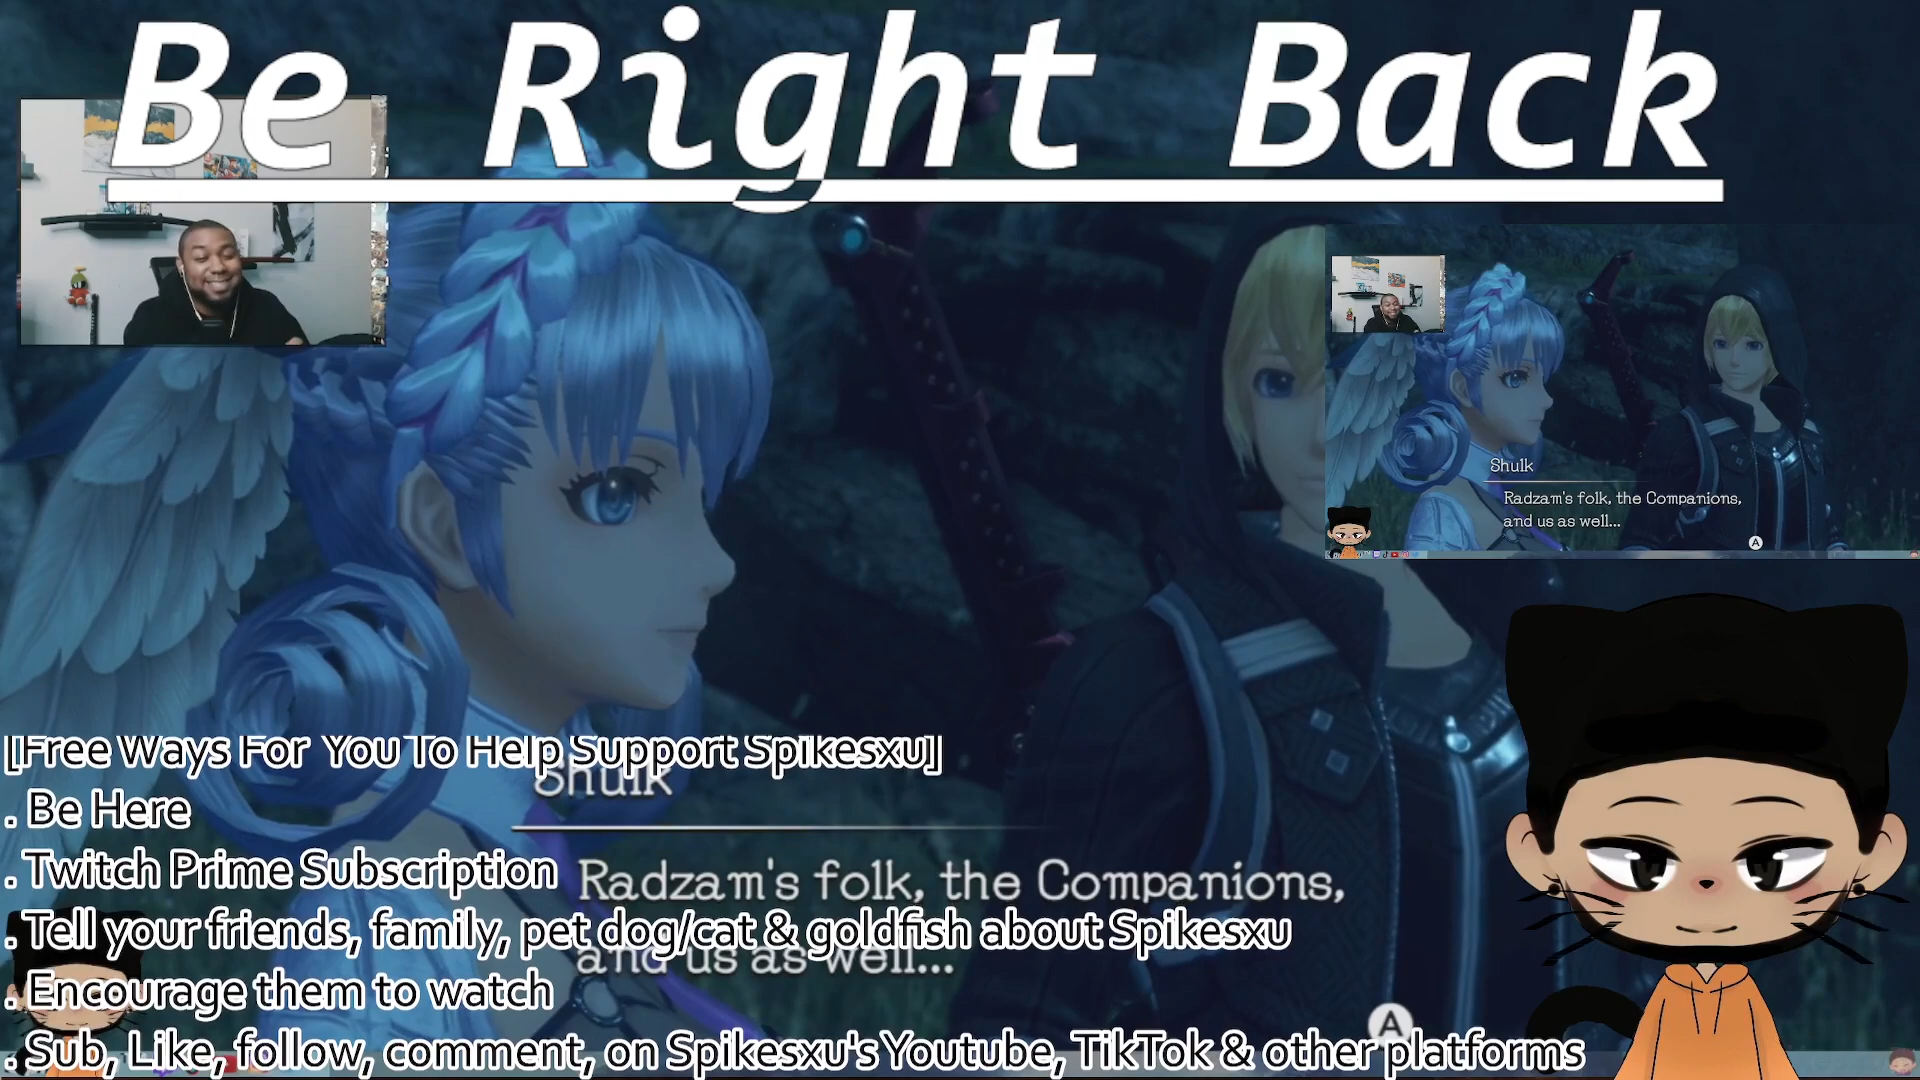 Be Right Back
Shulk
Radzam's folk, the Companions,
and us as well...
A
[Free Ways For You To Help Support Spikesxu]
Shulk
. Be Here
. Twitch Prime Subscription
Radzam's folk, the Companions,
. Tell your friends, family, pet dog/cat & goldfish about Spikesxu
and us as well...
. Encourage them to watch
A
. Sub, Like, follow, comment, on Spikesxu's Youtube, TikTok & other platforms